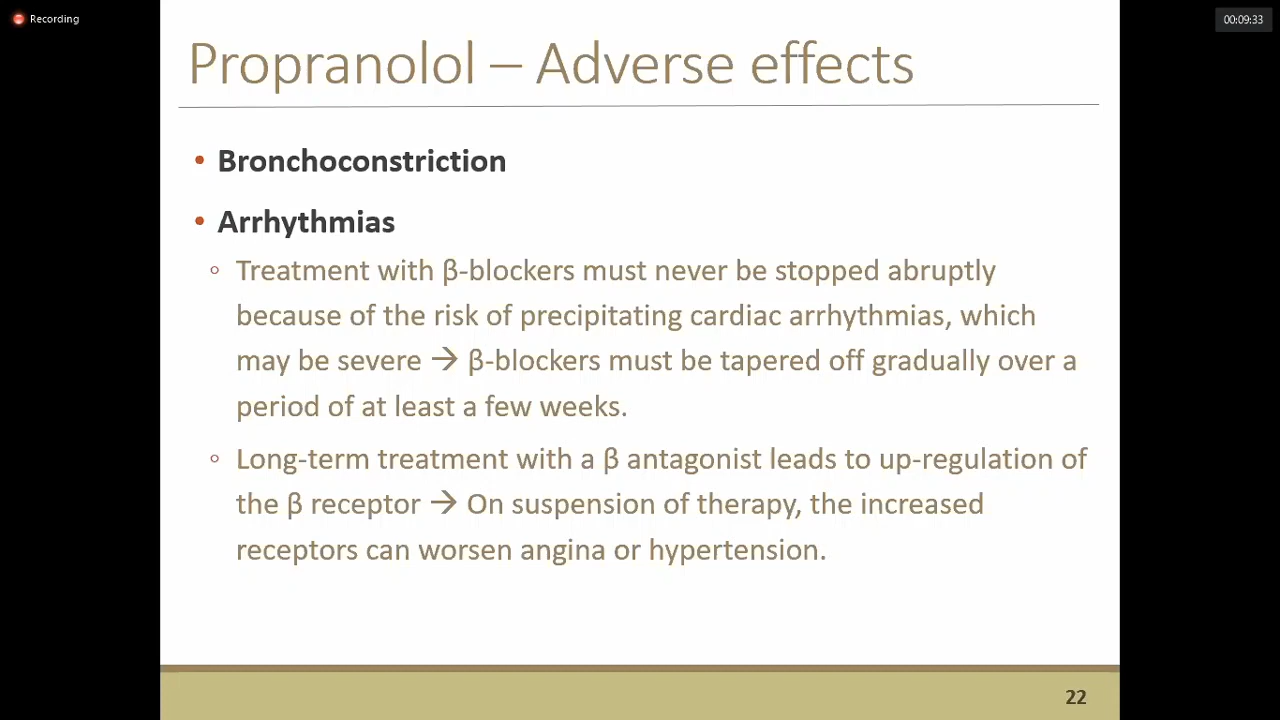 Recording
00:09:33
Propranolol – Adverse effects
• Bronchoconstriction
• Arrhythmias
◦ Treatment with β-blockers must never be stopped abruptly
because of the risk of precipitating cardiac arrhythmias, which
may be severe → β-blockers must be tapered off gradually over a
period of at least a few weeks.
◦ Long-term treatment with a β antagonist leads to up-regulation of
the β receptor → On suspension of therapy, the increased
receptors can worsen angina or hypertension.
22